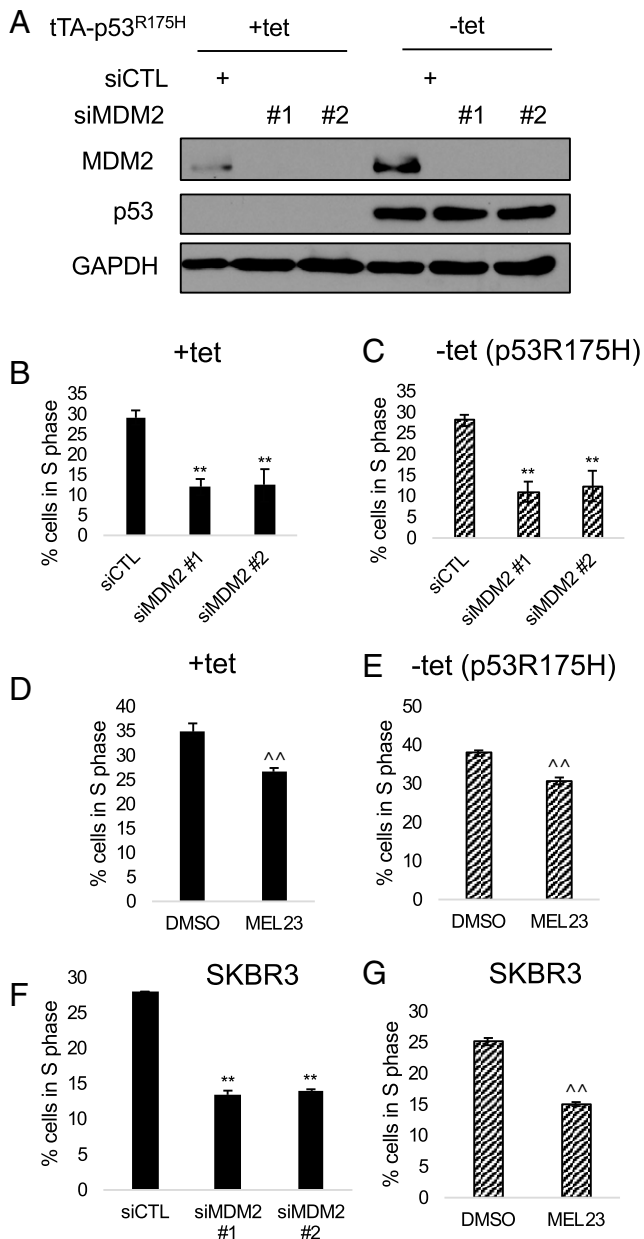 A
tTA-p53R175H +tet -tet
siCTL + +
siMDM2 #1 #2 #1 #2
MDM2
p53
GAPDH
B
+tet
% cells in S phase
35
30
25
20
15
10
5
0
** **
siCTL siMDM2 #1 siMDM2 #2
C
-tet (p53R175H)
% cells in S phase
35
30
25
20
15
10
5
0
** **
siCTL siMDM2 #1 siMDM2 #2
D
+tet
% cells in S phase
40
35
30
25
20
15
10
5
0
^^
DMSO MEL23
E
-tet (p53R175H)
% cells in S phase
50
40
30
20
10
0
^^
DMSO MEL23
F
SKBR3
% cells in S phase
30
25
20
15
10
5
0
** **
siCTL siMDM2 siMDM2
#1 #2
G
SKBR3
% cells in S phase
30
25
20
15
10
5
0
^^
DMSO MEL23